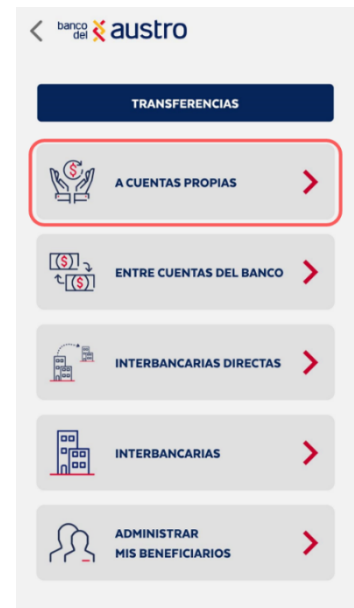 banco del austro
TRANSFERENCIAS
A CUENTAS PROPIAS
ENTRE CUENTAS DEL BANCO
INTERBANCARIAS DIRECTAS
INTERBANCARIAS
ADMINISTRAR
MIS BENEFICIARIOS